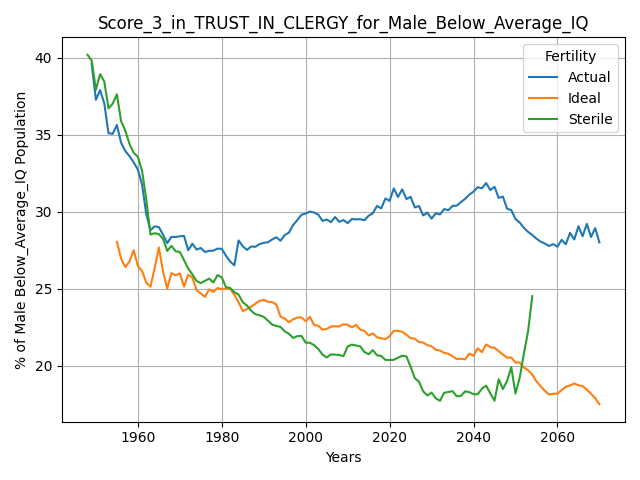 Score_3_in_TRUST_IN_CLERGY_for_Male_Below_Average_IQ
Fertility
Actual
Ideal
Sterile
% of Male Below_Average_IQ Population
40
35
30
25
20
1960
1980
2000
2020
2040
2060
Years